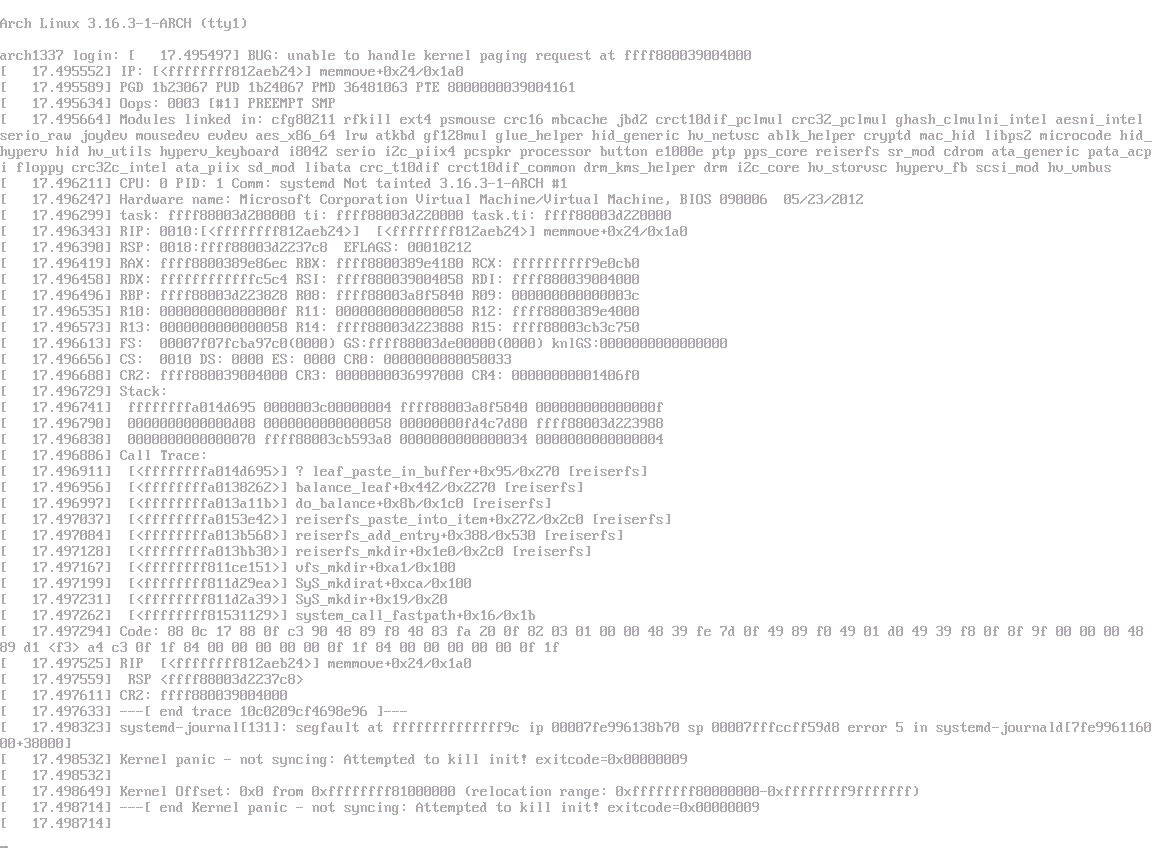 Arch Linux 3.16.3-1-ARCH (tty1)
arch1337 login: [   17.495497] BUG: unable to handle kernel paging request at ffff880039004000
[   17.495552] IP: [<ffffffff812aeb24>] memmove+0x24/0x1a0
[   17.495589] PGD 1b23067 PUD 1b24067 PMD 36481063 PTE 8000000039004161
[   17.495634] Oops: 0003 [#1] PREEMPT SMP
[   17.495664] Modules linked in: cfg80211 rfkill ext4 psmouse crc16 mbcache jbd2 crct10dif_pclmul crc32_pclmul ghash_clmulni_intel aesni_intel
serio_raw joydev mousedev evdev aes_x86_64 lrw atkbd gf128mul glue_helper hid_generic hv_netvsc ablk_helper cryptd mac_hid libps2 microcode hid_
hyperv hid hv_utils hyperv_keyboard i8042 serio i2c_piix4 pcspkr processor button e1000e ptp pps_core reiserfs sr_mod cdrom ata_generic pata_acp
i floppy crc32c_intel ata_piix sd_mod libata crc_t10dif crct10dif_common drm_kms_helper drm i2c_core hv_storvsc hyperv_fb scsi_mod hv_vmbus
[   17.496211] CPU: 0 PID: 1 Comm: systemd Not tainted 3.16.3-1-ARCH #1
[   17.496247] Hardware name: Microsoft Corporation Virtual Machine/Virtual Machine, BIOS 090006  05/23/2012
[   17.496299] task: ffff88003d208000 ti: ffff88003d220000 task.ti: ffff88003d220000
[   17.496343] RIP: 0010:[<ffffffff812aeb24>]  [<ffffffff812aeb24>] memmove+0x24/0x1a0
[   17.496390] RSP: 0018:ffff88003d2237c8  EFLAGS: 00010212
[   17.496419] RAX: ffff8800389e86ec RBX: ffff8800389e4180 RCX: ffffffffff9e0cb0
[   17.496458] RDX: ffffffffffffc5c4 RSI: ffff880039004058 RDI: ffff880039004000
[   17.496496] RBP: ffff88003d223828 R08: ffff88003a8f5840 R09: 000000000000003c
[   17.496535] R10: 000000000000000f R11: 0000000000000058 R12: ffff8800389e4000
[   17.496573] R13: 0000000000000058 R14: ffff88003d223888 R15: ffff88003cb3c750
[   17.496613] FS:  00007f07fcba97c0(0000) GS:ffff88003de00000(0000) knlGS:0000000000000000
[   17.496656] CS:  0010 DS: 0000 ES: 0000 CR0: 0000000080050033
[   17.496688] CR2: ffff880039004000 CR3: 0000000036997000 CR4: 00000000001406f0
[   17.496729] Stack:
[   17.496741]  ffffffffa014d695 0000003c00000004 ffff88003a8f5840 000000000000000f
[   17.496790]  0000000000000d08 0000000000000058 00000000fd4c7d80 ffff88003d223988
[   17.496838]  0000000000000070 ffff88003cb593a8 0000000000000034 0000000000000004
[   17.496886] Call Trace:
[   17.496911]  [<ffffffffa014d695>] ? leaf_paste_in_buffer+0x95/0x270 [reiserfs]
[   17.496956]  [<ffffffffa0138262>] balance_leaf+0x442/0x2270 [reiserfs]
[   17.496997]  [<ffffffffa013a11b>] do_balance+0x8b/0x1c0 [reiserfs]
[   17.497037]  [<ffffffffa0153e42>] reiserfs_paste_into_item+0x272/0x2c0 [reiserfs]
[   17.497084]  [<ffffffffa013b568>] reiserfs_add_entry+0x388/0x530 [reiserfs]
[   17.497128]  [<ffffffffa013bb30>] reiserfs_mkdir+0x1e0/0x2c0 [reiserfs]
[   17.497167]  [<ffffffff811ce151>] vfs_mkdir+0xa1/0x100
[   17.497199]  [<ffffffff811d29ea>] SyS_mkdirat+0xca/0x100
[   17.497231]  [<ffffffff811d2a39>] SyS_mkdir+0x19/0x20
[   17.497262]  [<ffffffff81531129>] system_call_fastpath+0x16/0x1b
[   17.497294] Code: 88 0c 17 88 0f c3 90 48 89 f8 48 83 fa 20 0f 82 03 01 00 00 48 39 fe 7d 0f 49 89 f0 49 01 d0 49 39 f8 0f 8f 9f 00 00 00 48
89 d1 <f3> a4 c3 0f 1f 84 00 00 00 00 00 0f 1f 84 00 00 00 00 00 0f 1f
[   17.497525] RIP  [<ffffffff812aeb24>] memmove+0x24/0x1a0
[   17.497559]  RSP <ffff88003d2237c8>
[   17.497611] CR2: ffff880039004000
[   17.497633] ---[ end trace 10c0209cf4698e96 ]---
[   17.498323] systemd-journal[131]: segfault at ffffffffffffff9c ip 00007fe996138b70 sp 00007fffccff59d8 error 5 in systemd-journald[7fe9961160
00+38000]
[   17.498532] Kernel panic - not syncing: Attempted to kill init! exitcode=0x00000009
[   17.498532]
[   17.498649] Kernel Offset: 0x0 from 0xffffffff81000000 (relocation range: 0xffffffff80000000-0xffffffff9fffffff)
[   17.498714] ---[ end Kernel panic - not syncing: Attempted to kill init! exitcode=0x00000009
[   17.498714]